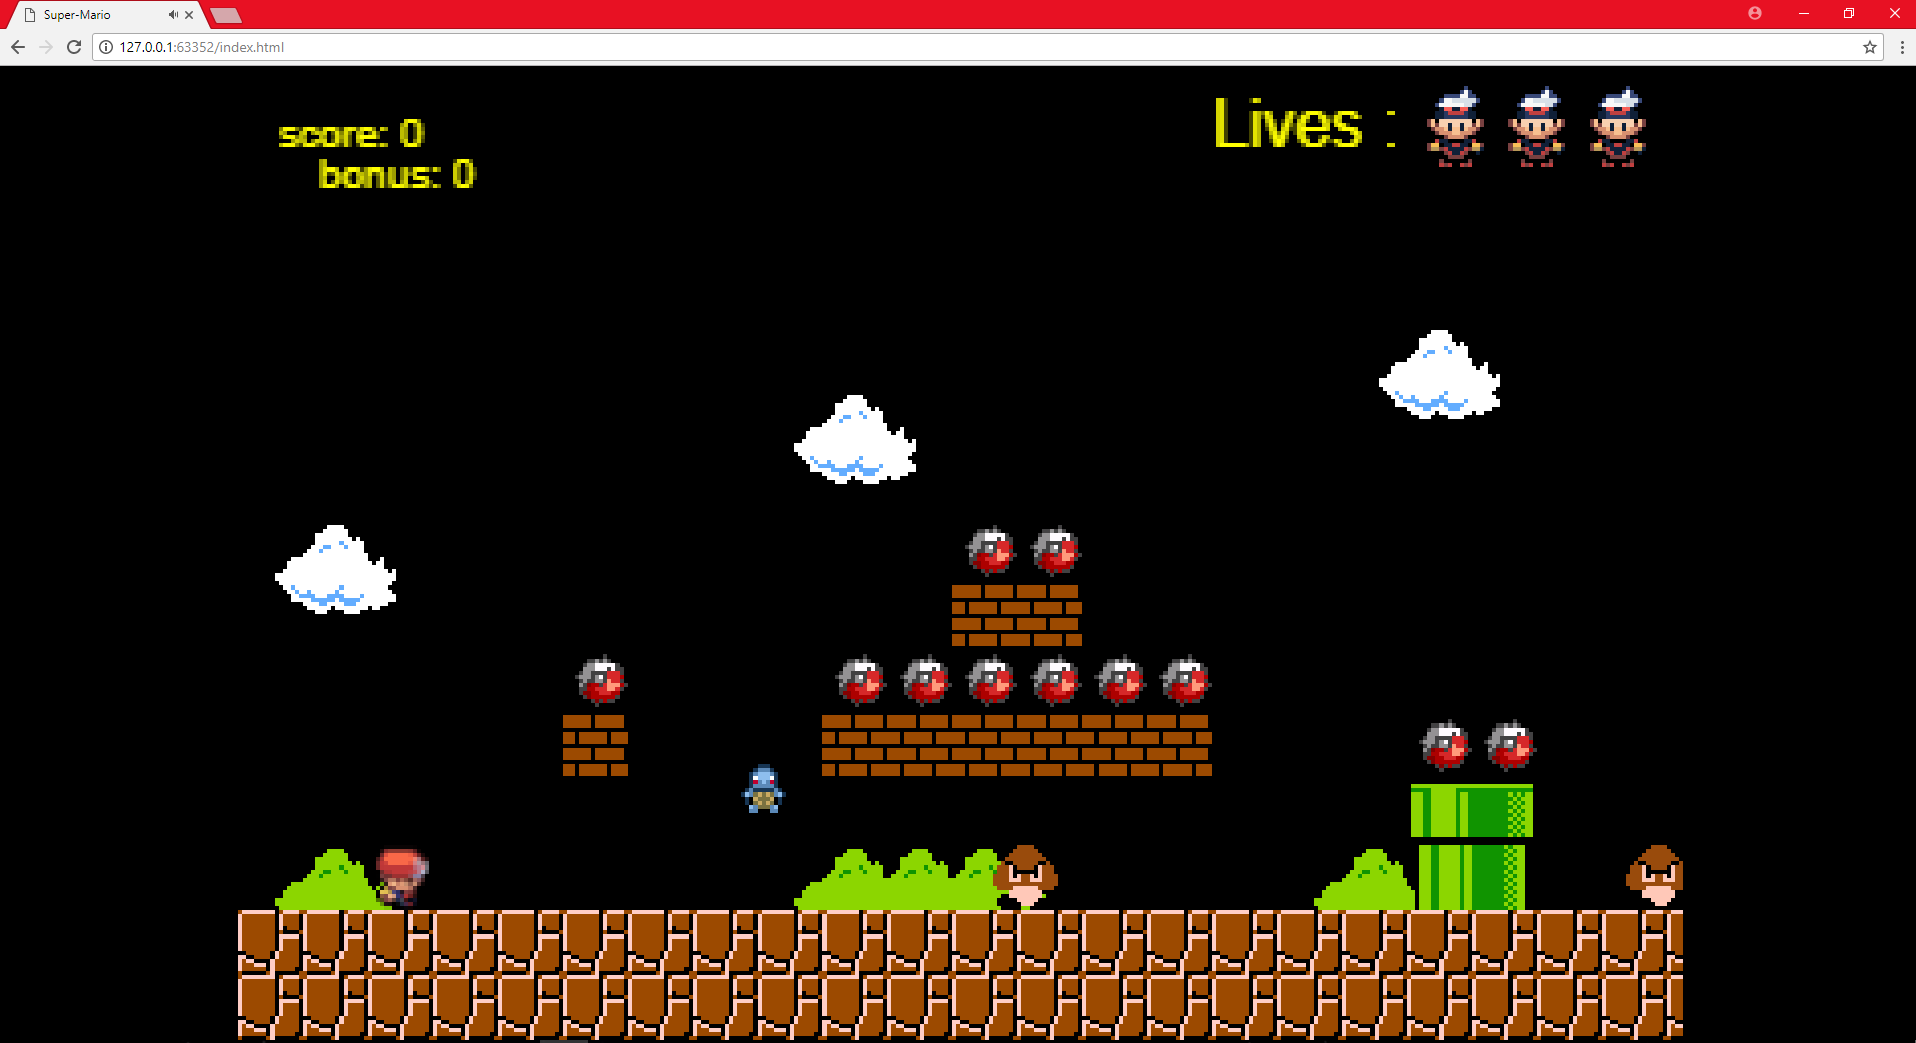 Super-Mario
127.0.0.1:63352/index.html
score: 0
bonus: 0
Lives :